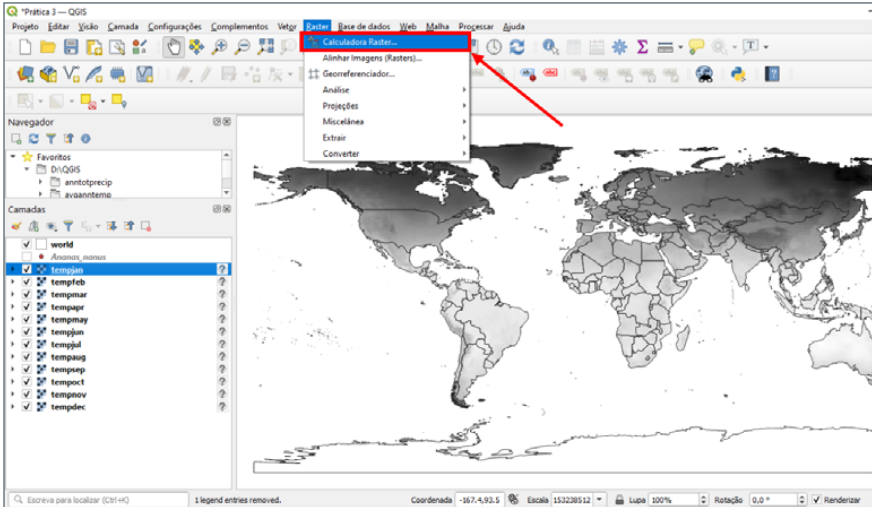 *Prática 3 — QGIS
Projeto Editar Visão Camada Configurações Complementos Vetor Raster Base de dados Web Malha Processar Ajuda
Calculadora Raster...
Alinhar Imagens (Rasters)...
Georreferenciador...
Análise
Projeções
Miscelânea
Extrair
Converter
Navegador
Favoritos
D:\QGIS
anntotprecip
avganntemp
Camadas
world
Ananas_nanus
tempjan
tempfeb
tempmar
tempapr
tempmay
tempjun
tempjul
tempaug
tempsep
tempoct
tempnov
tempdec
Escreva para localizar (Ctrl+K) 1 legend entries removed. Coordenada -167.4,93.5 Escala 153238512 Lupa 100% Rotação 0,0 ° Renderizar